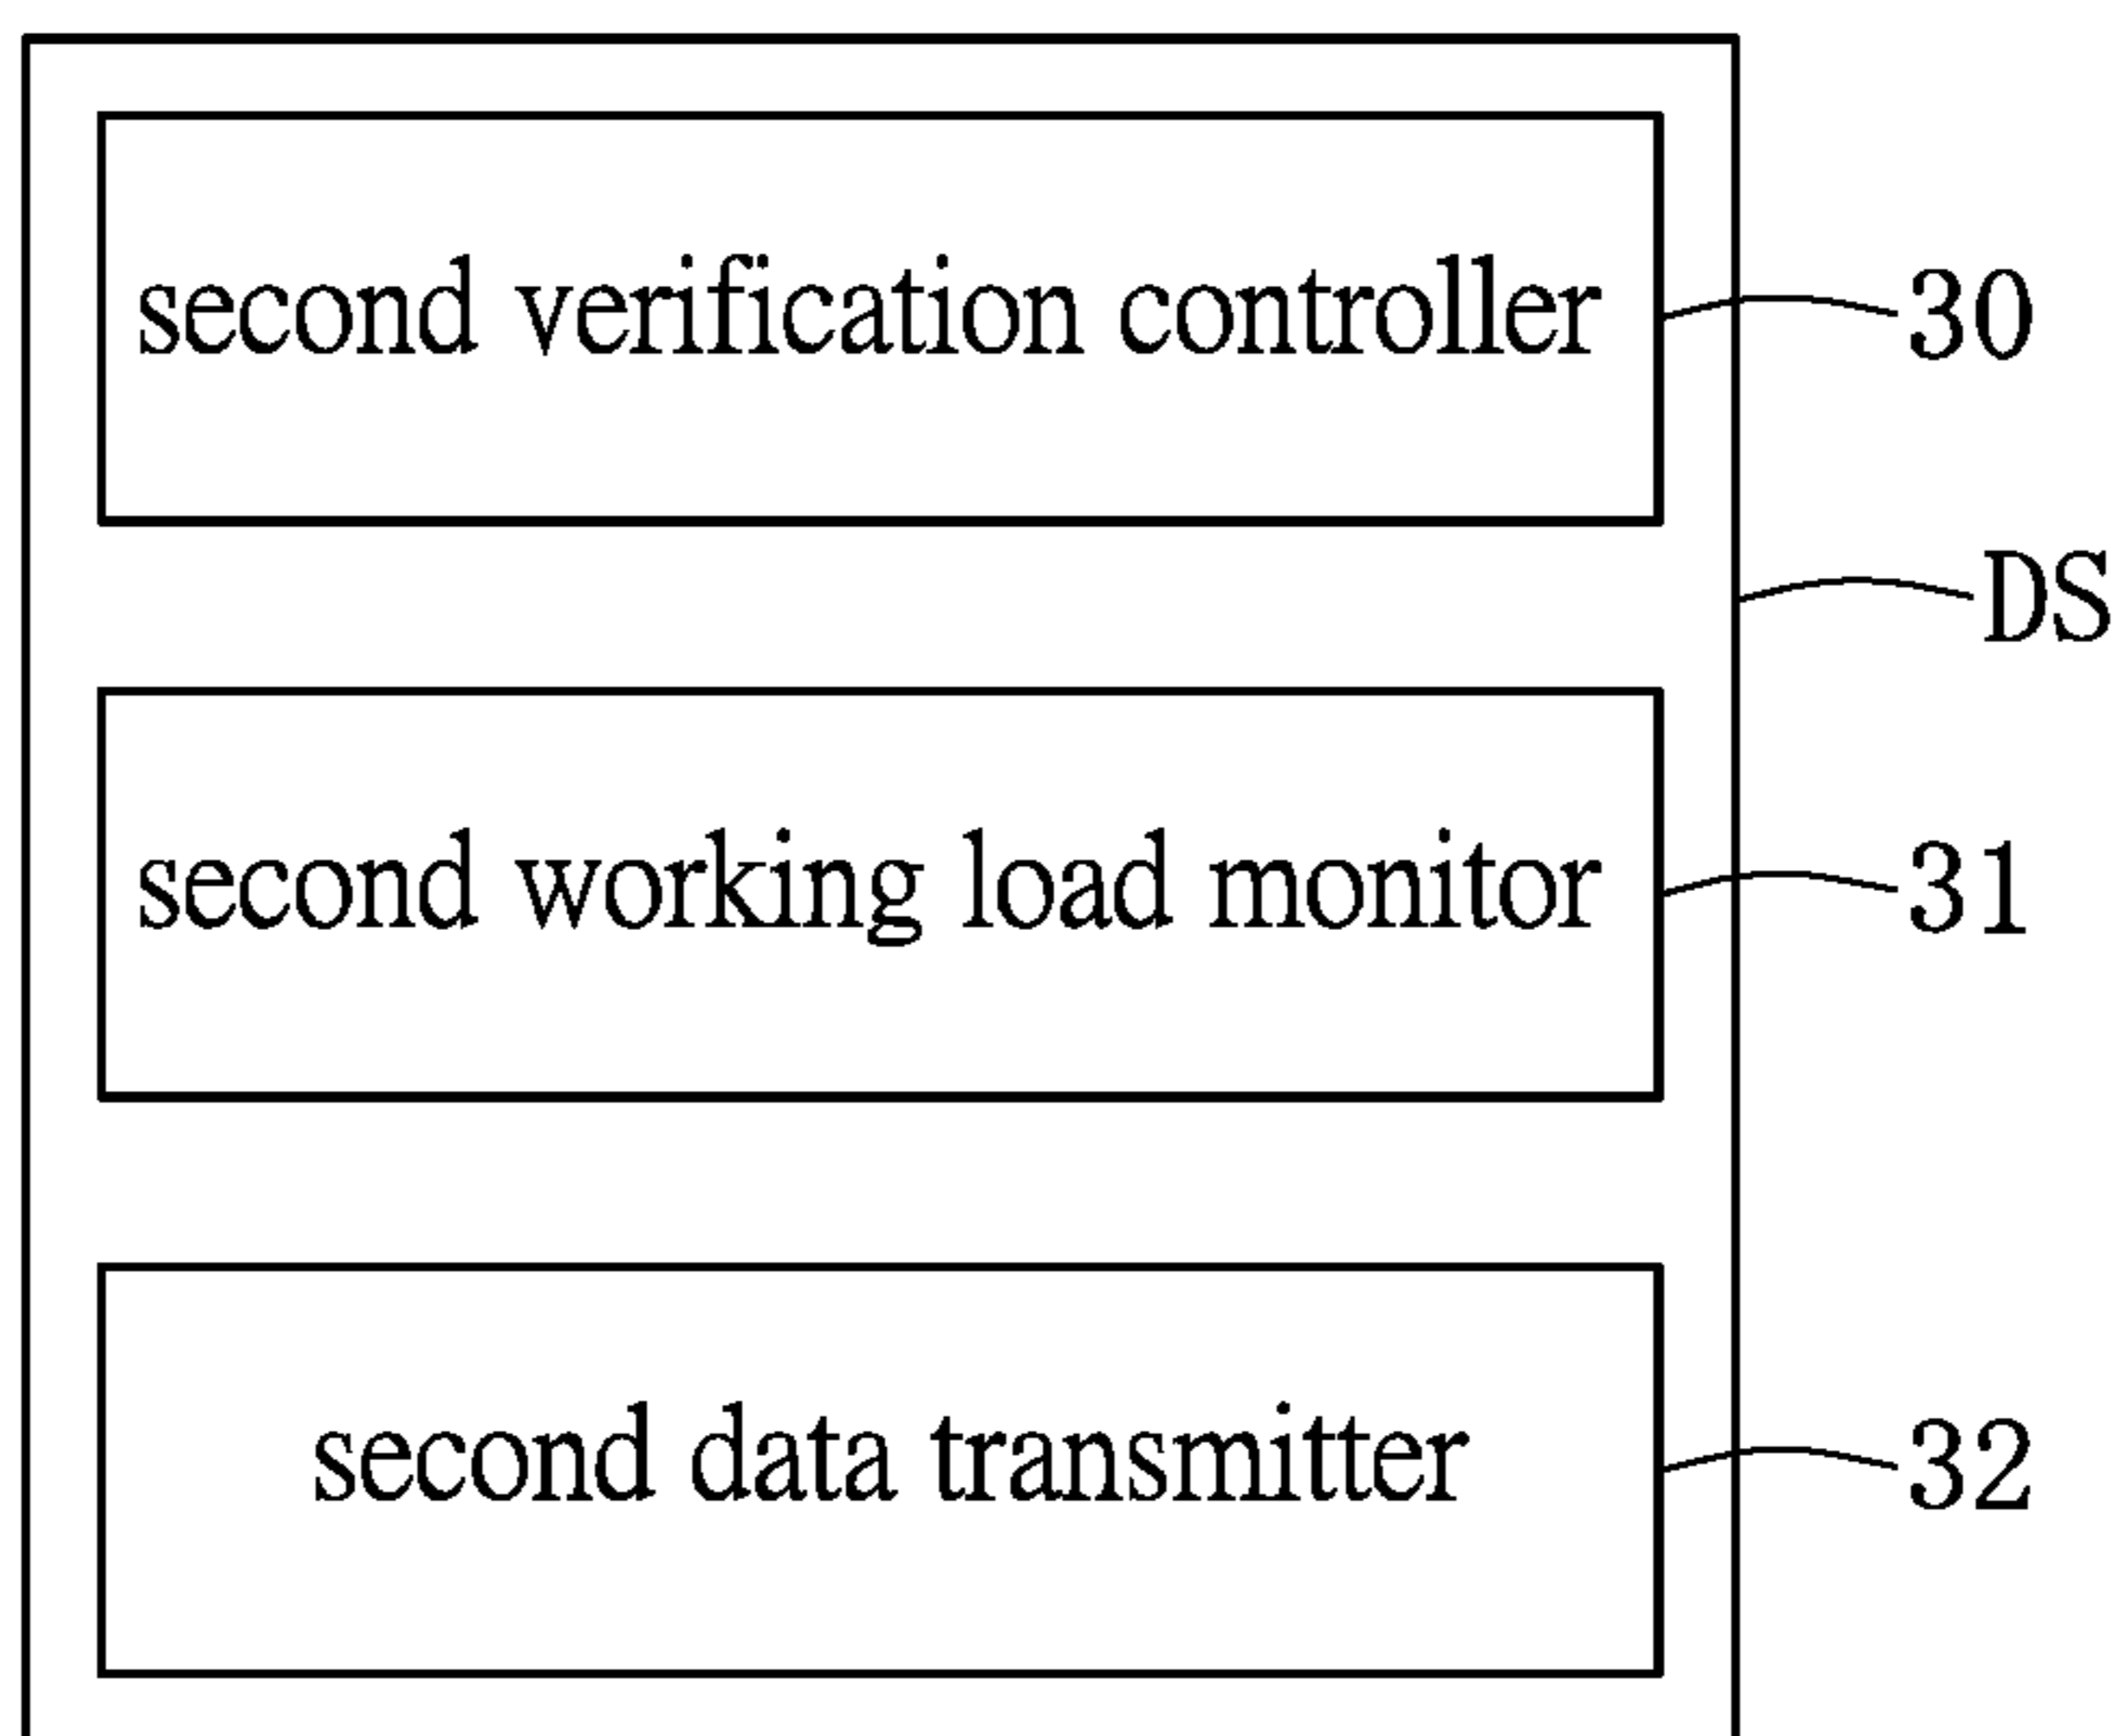 second verification controller
30
DS
second working load monitor
31
second data transmitter
32